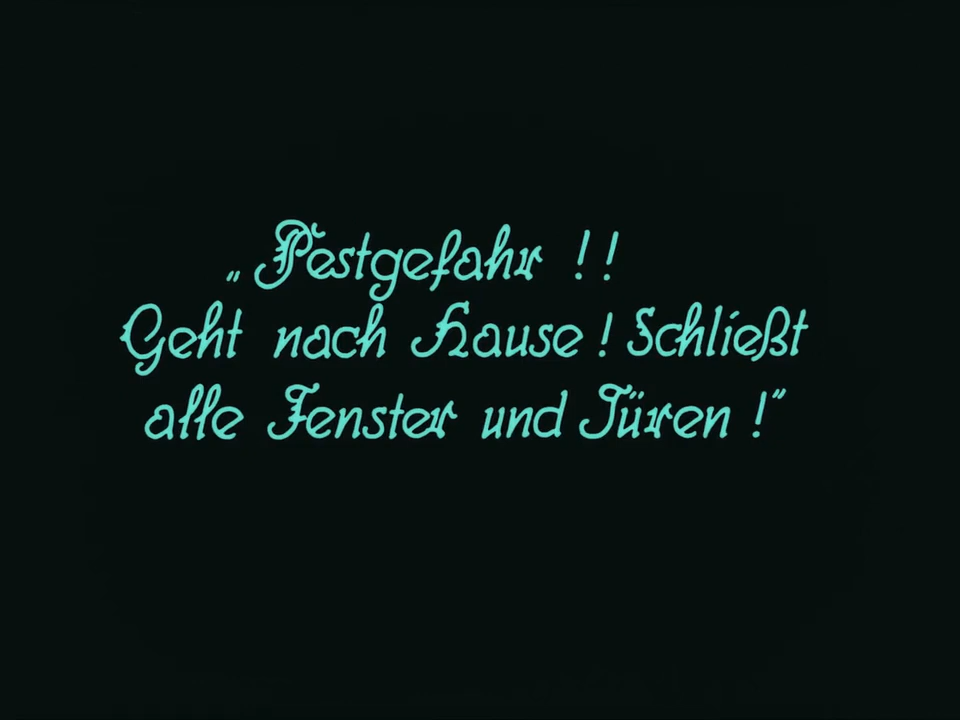 „Pestgefahr !!
Geht nach Hause ! Schließt
alle Fenster und Türen !”